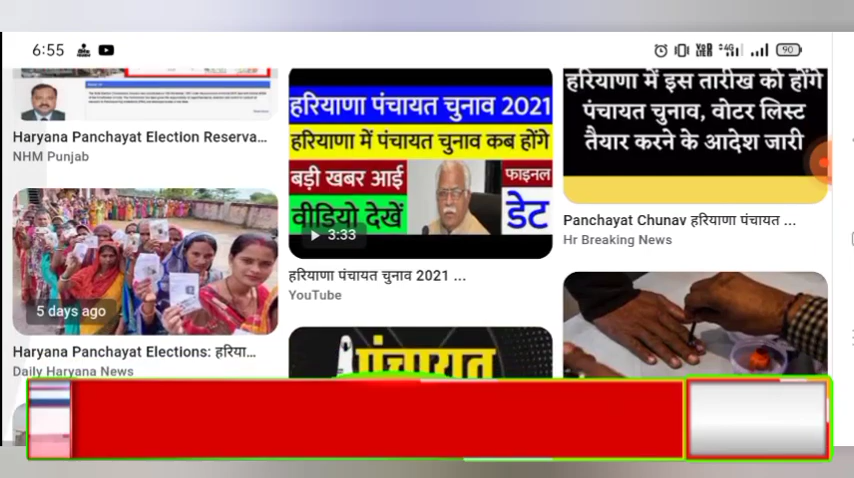 6:55
VoLTE
4G
90
Haryana Panchayat Election Reserva...
NHM Punjab
5 days ago
Haryana Panchayat Elections: हरिया...
Daily Haryana News
हरियाणा पंचायत चुनाव 2021
हरियाणा में पंचायत चुनाव कब होंगे
बड़ी खबर आई
फाइनल
वीडियो देखें
डेट
3:33
हरियाणा पंचायत चुनाव 2021 ...
YouTube
पंचायत
हरियाणा में इस तारीख को होंगे
पंचायत चुनाव, वोटर लिस्ट
तैयार करने के आदेश जारी
Panchayat Chunav हरियाणा पंचायत ...
Hr Breaking News